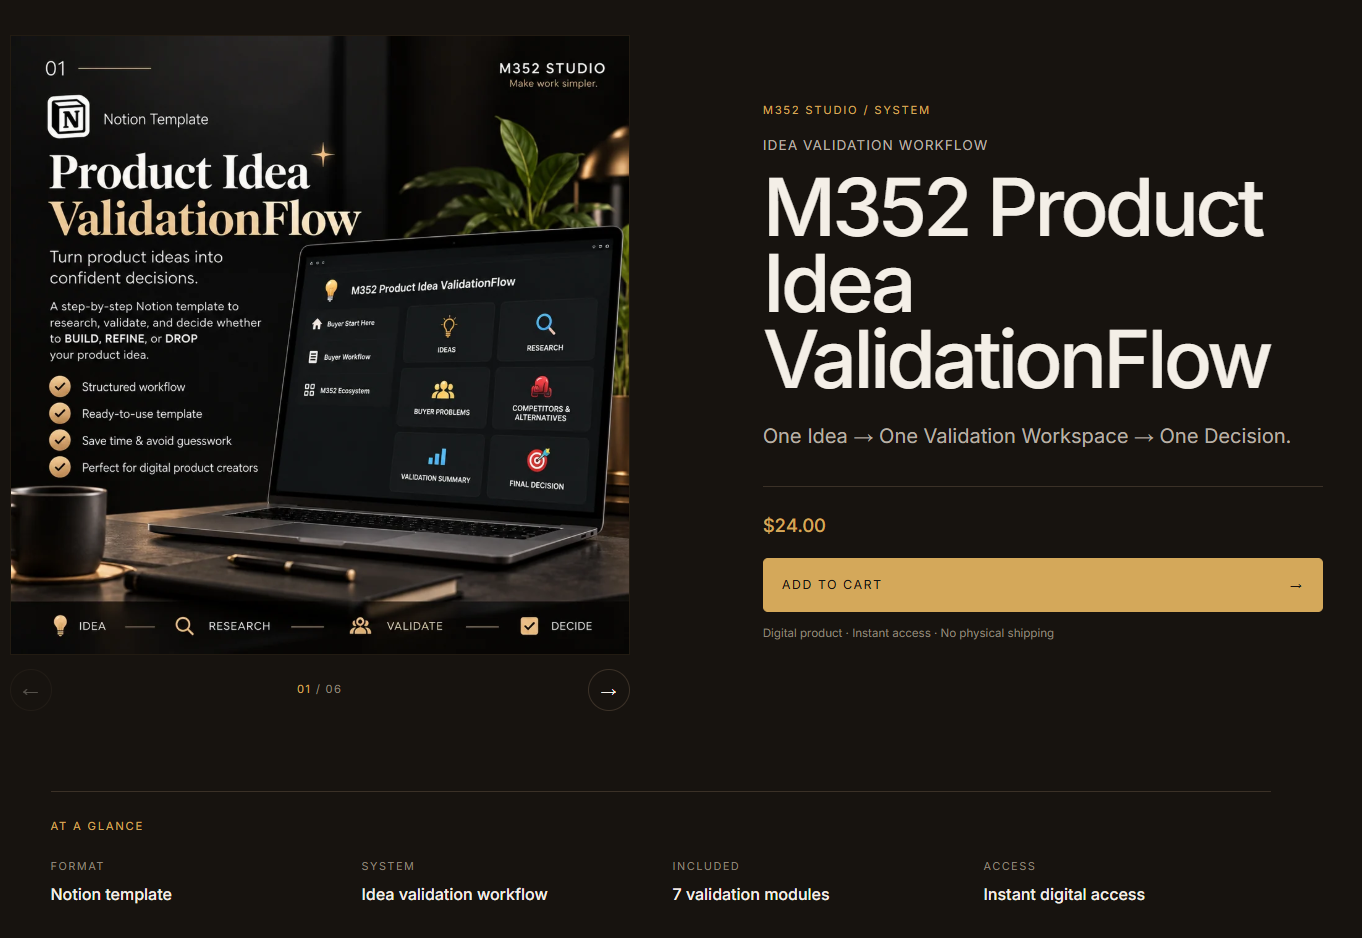 01
M352 STUDIO
Make work simpler.
Notion Template
Product Idea
ValidationFlow
Turn product ideas into
confident decisions.
A step-by-step Notion template to
research, validate, and decide whether
to BUILD, REFINE, or DROP
your product idea.
Structured workflow
Ready-to-use template
Save time & avoid guesswork
Perfect for digital product creators
M352 Product Idea ValidationFlow
Buyer Start Here
Buyer Workflow
M352 Ecosystem
IDEAS
RESEARCH
BUYER PROBLEMS
COMPETITORS &
ALTERNATIVES
VALIDATION SUMMARY
FINAL DECISION
IDEA
RESEARCH
VALIDATE
DECIDE
←
01 / 06
→
M352 STUDIO / SYSTEM
IDEA VALIDATION WORKFLOW
M352 Product
Idea
ValidationFlow
One Idea → One Validation Workspace → One Decision.
$24.00
ADD TO CART →
Digital product · Instant access · No physical shipping
AT A GLANCE
FORMAT
Notion template
SYSTEM
Idea validation workflow
INCLUDED
7 validation modules
ACCESS
Instant digital access